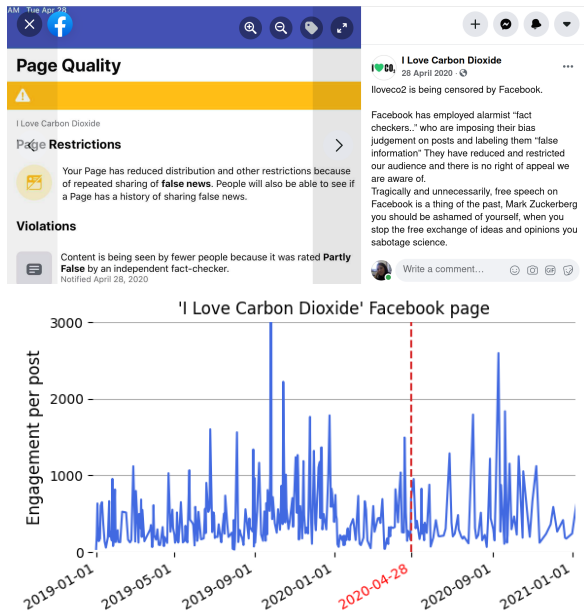 AM Tue Apr 28
Page Quality
I Love Carbon Dioxide
Page Restrictions
Your Page has reduced distribution and other restrictions because
of repeated sharing of false news. People will also be able to see if
a Page has a history of sharing false news.
Violations
Content is being seen by fewer people because it was rated Partly
False by an independent fact-checker.
Notified April 28, 2020
I Love Carbon Dioxide
28 April 2020 ·
Iloveco2 is being censored by Facebook.
Facebook has employed alarmist “fact
checkers..” who are imposing their bias
judgement on posts and labeling them “false
information” They have reduced and restricted
our audience and there is no right of appeal we
are aware of.
Tragically and unnecessarily, free speech on
Facebook is a thing of the past, Mark Zuckerberg
you should be ashamed of yourself, when you
stop the free exchange of ideas and opinions you
sabotage science.
Write a comment…
'I Love Carbon Dioxide' Facebook page
Engagement per post
3000
2000
1000
0
2019-01-01
2019-05-01
2019-09-01
2020-01-01
2020-04-28
2020-09-01
2021-01-01